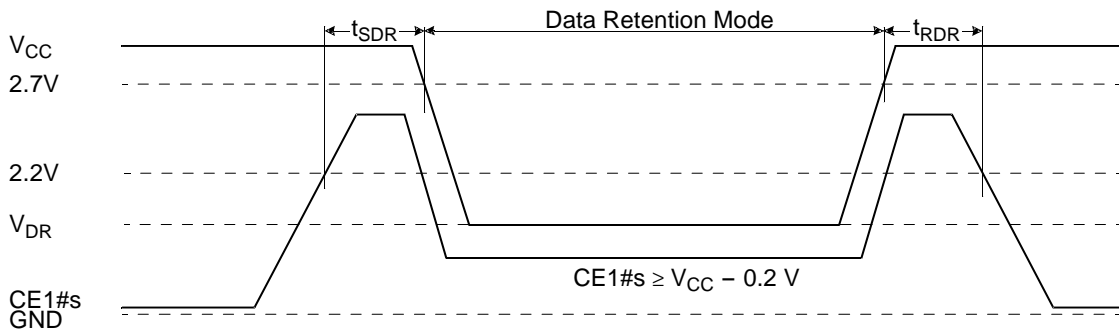 Data Retention Mode
tSDR
tRDR
VCC
2.7V
2.2V
VDR
CE1#s ≥ VCC − 0.2 V
CE1#s
GND